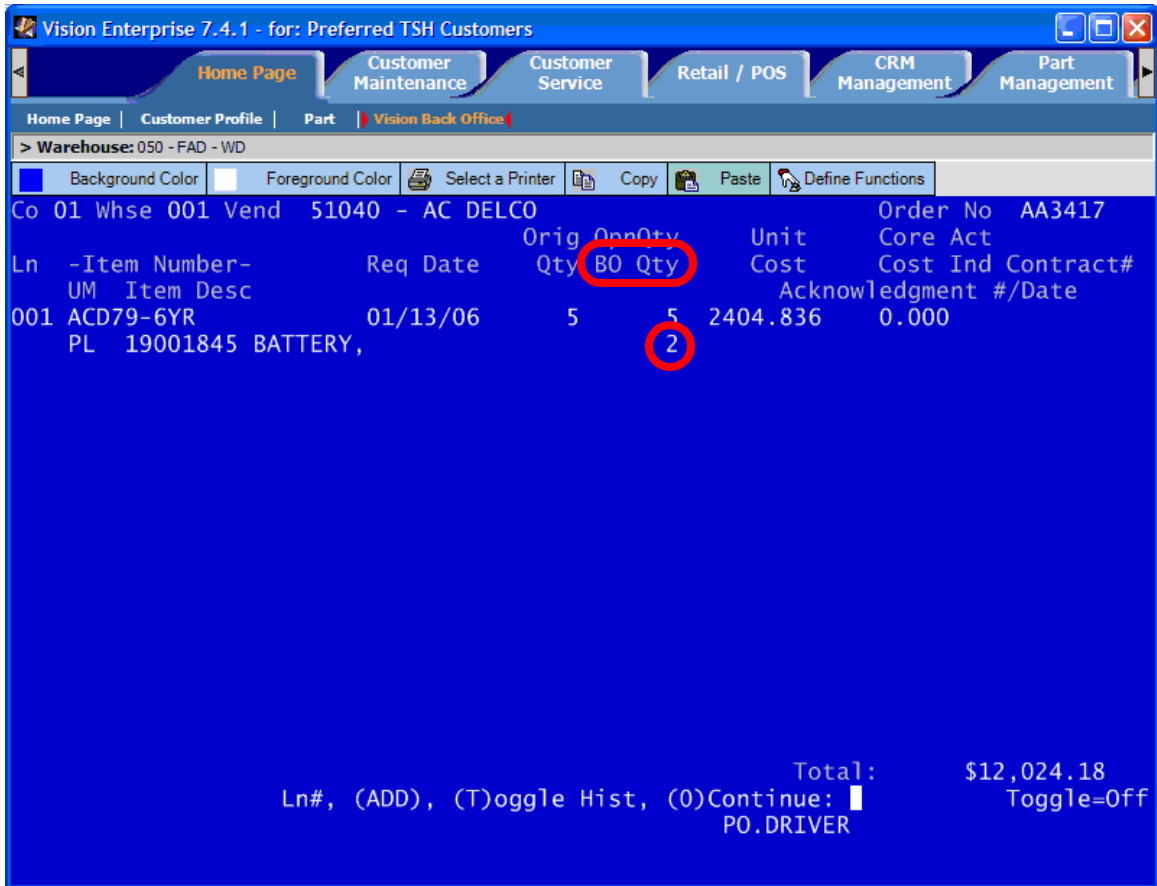 Vision Enterprise 7.4.1 - for: Preferred TSH Customers
Home Page Customer Maintenance Customer Service Retail / POS CRM Management Part Management
Home Page | Customer Profile | Part | Vision Back Office
> Warehouse: 050 - FAD - WD
Background Color Foreground Color Select a Printer Copy Paste Define Functions
Co 01 Whse 001 Vend 51040 - AC DELCO Order No AA3417
Orig OpnQty Unit Core Act
Ln -Item Number- Req Date Qty BO Qty Cost Cost Ind Contract#
UM Item Desc Acknowledgment #/Date
001 ACD79-6YR 01/13/06 5 5 2404.836 0.000
PL 19001845 BATTERY, 2
Total: $12,024.18
Ln#, (ADD), (T)oggle Hist, (0)Continue: Toggle=Off
PO.DRIVER